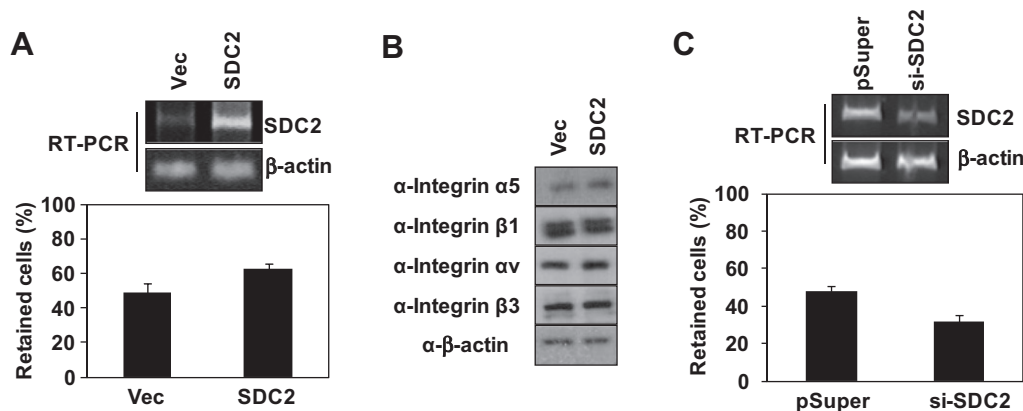 A
Vec
SDC2
RT-PCR
SDC2
β-actin
Retained cells (%)
100
80
60
40
20
0
Vec
SDC2
B
Vec
SDC2
α-Integrin α5
α-Integrin β1
α-Integrin αv
α-Integrin β3
α-β-actin
C
pSuper
si-SDC2
RT-PCR
SDC2
β-actin
Retained cells (%)
100
80
60
40
20
0
pSuper
si-SDC2